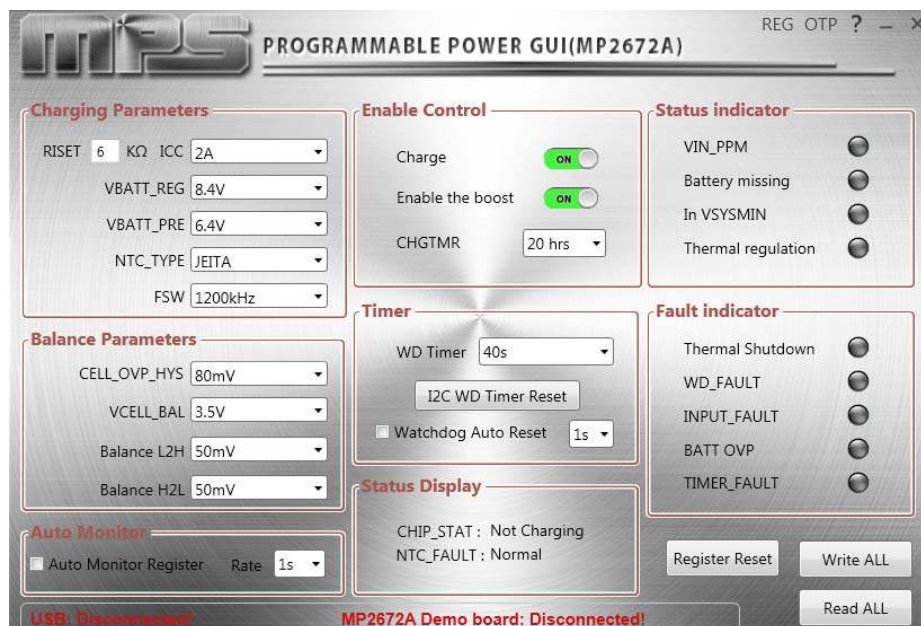 mps
PROGRAMMABLE POWER GUI(MP2672A)
REG OTP ?
Charging Parameters
RISET 6 KΩ ICC 2A
VBATT_REG 8.4V
VBATT_PRE 6.4V
NTC_TYPE JEITA
FSW 1200kHz
Balance Parameters
CELL_OVP_HYS 80mV
VCELL_BAL 3.5V
Balance L2H 50mV
Balance H2L 50mV
Auto Monitor
Auto Monitor Register Rate 1s
Enable Control
Charge ON
Enable the boost ON
CHGTMR 20 hrs
Timer
WD Timer 40s
I2C WD Timer Reset
Watchdog Auto Reset 1s
Status Display
CHIP_STAT : Not Charging
NTC_FAULT : Normal
Status indicator
VIN_PPM
Battery missing
In VSYSMIN
Thermal regulation
Fault indicator
Thermal Shutdown
WD_FAULT
INPUT_FAULT
BATT OVP
TIMER_FAULT
Register Reset
Write ALL
Read ALL
USB: Disconnected!
MP2672A Demo board: Disconnected!